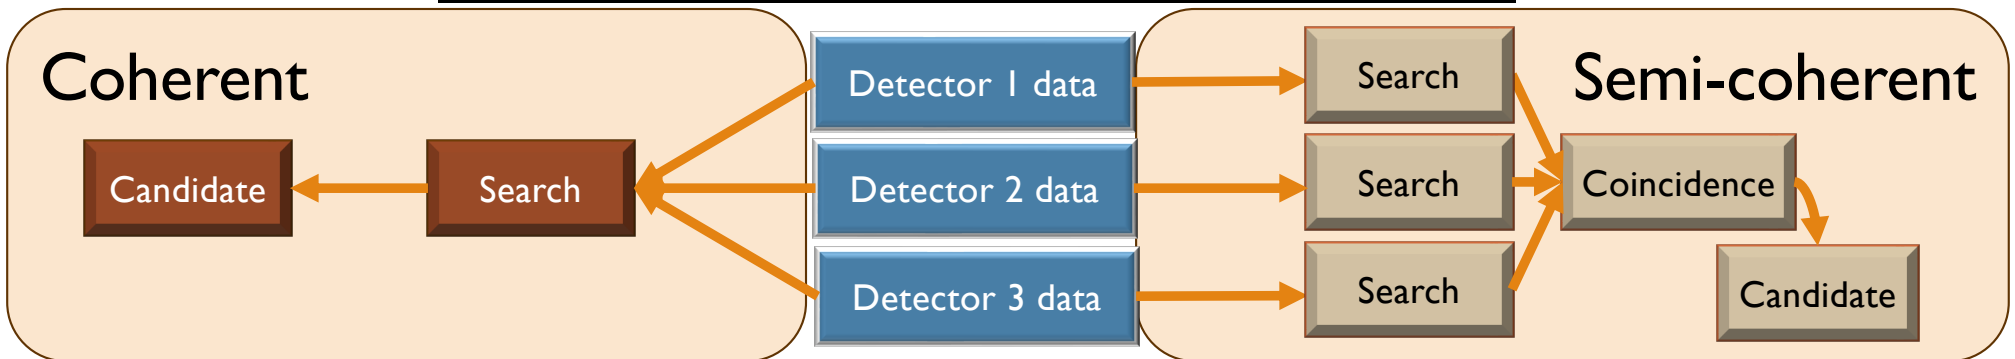 Coherent
Candidate
Search
Detector 1 data
Detector 2 data
Detector 3 data
Semi-coherent
Search
Search
Search
Coincidence
Candidate